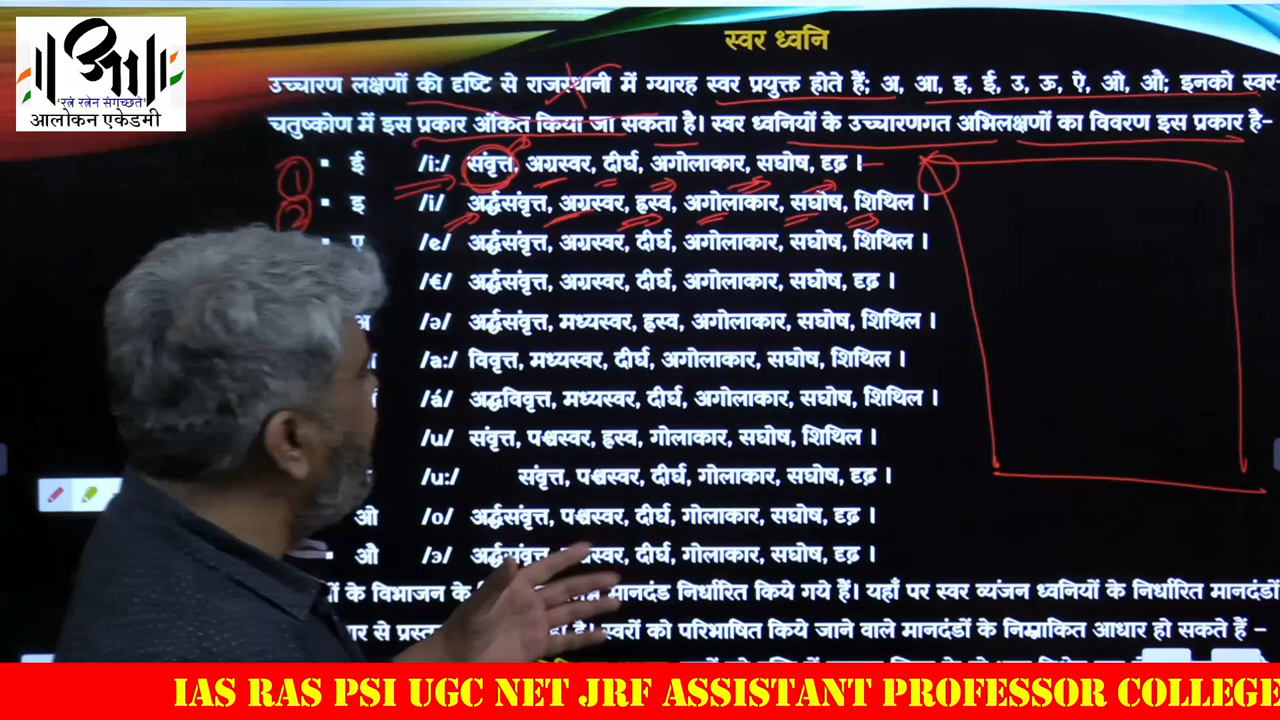 आ
'रत्नं रत्नेन संगच्छते'
आलोकन एकेडमी
स्वर ध्वनि
उच्चारण लक्षणों की दृष्टि से राजस्थानी में ग्यारह स्वर प्रयुक्त होते हैं; अ, आ, इ, ई, उ, ऊ, ऐ, ओ, औ; इनको स्वर-
चतुष्कोण में इस प्रकार अंकित किया जा सकता है। स्वर ध्वनियों के उच्चारणगत अभिलक्षणों का विवरण इस प्रकार है-
① ▪ ई /i:/ संवृत्त, अग्रस्वर, दीर्घ, अगोलाकार, सघोष, दृढ़ ।
② ▪ इ /i/ अर्द्धसंवृत्त, अग्रस्वर, ह्रस्व, अगोलाकार, सघोष, शिथिल ।
▪ ए /e/ अर्द्धसंवृत्त, अग्रस्वर, दीर्घ, अगोलाकार, सघोष, शिथिल ।
/€/ अर्द्धसंवृत्त, अग्रस्वर, दीर्घ, अगोलाकार, सघोष, दृढ़ ।
अ /ə/ अर्द्धसंवृत्त, मध्यस्वर, ह्रस्व, अगोलाकार, सघोष, शिथिल ।
/a:/ विवृत्त, मध्यस्वर, दीर्घ, अगोलाकार, सघोष, शिथिल ।
/á/ अद्धविवृत्त, मध्यस्वर, दीर्घ, अगोलाकार, सघोष, शिथिल ।
/u/ संवृत्त, पश्चस्वर, ह्रस्व, गोलाकार, सघोष, शिथिल ।
/u:/ संवृत्त, पश्चस्वर, दीर्घ, गोलाकार, सघोष, दृढ़ ।
ओ /o/ अर्द्धसंवृत्त, पश्चस्वर, दीर्घ, गोलाकार, सघोष, दृढ़ ।
▪ औ /ɔ/ अर्द्धसंवृत्त, दीर्घ, गोलाकार, सघोष, दृढ़ ।
के विभाजन के मानदंड निर्धारित किये गये हैं। यहाँ पर स्वर व्यंजन ध्वनियों के निर्धारित मानदंडों
से है। स्वरों को परिभाषित किये जाने वाले मानदंडों के निम्नांकित आधार हो सकते हैं –
IAS RAS PSI UGC NET JRF ASSISTANT PROFESSOR COLLEGE